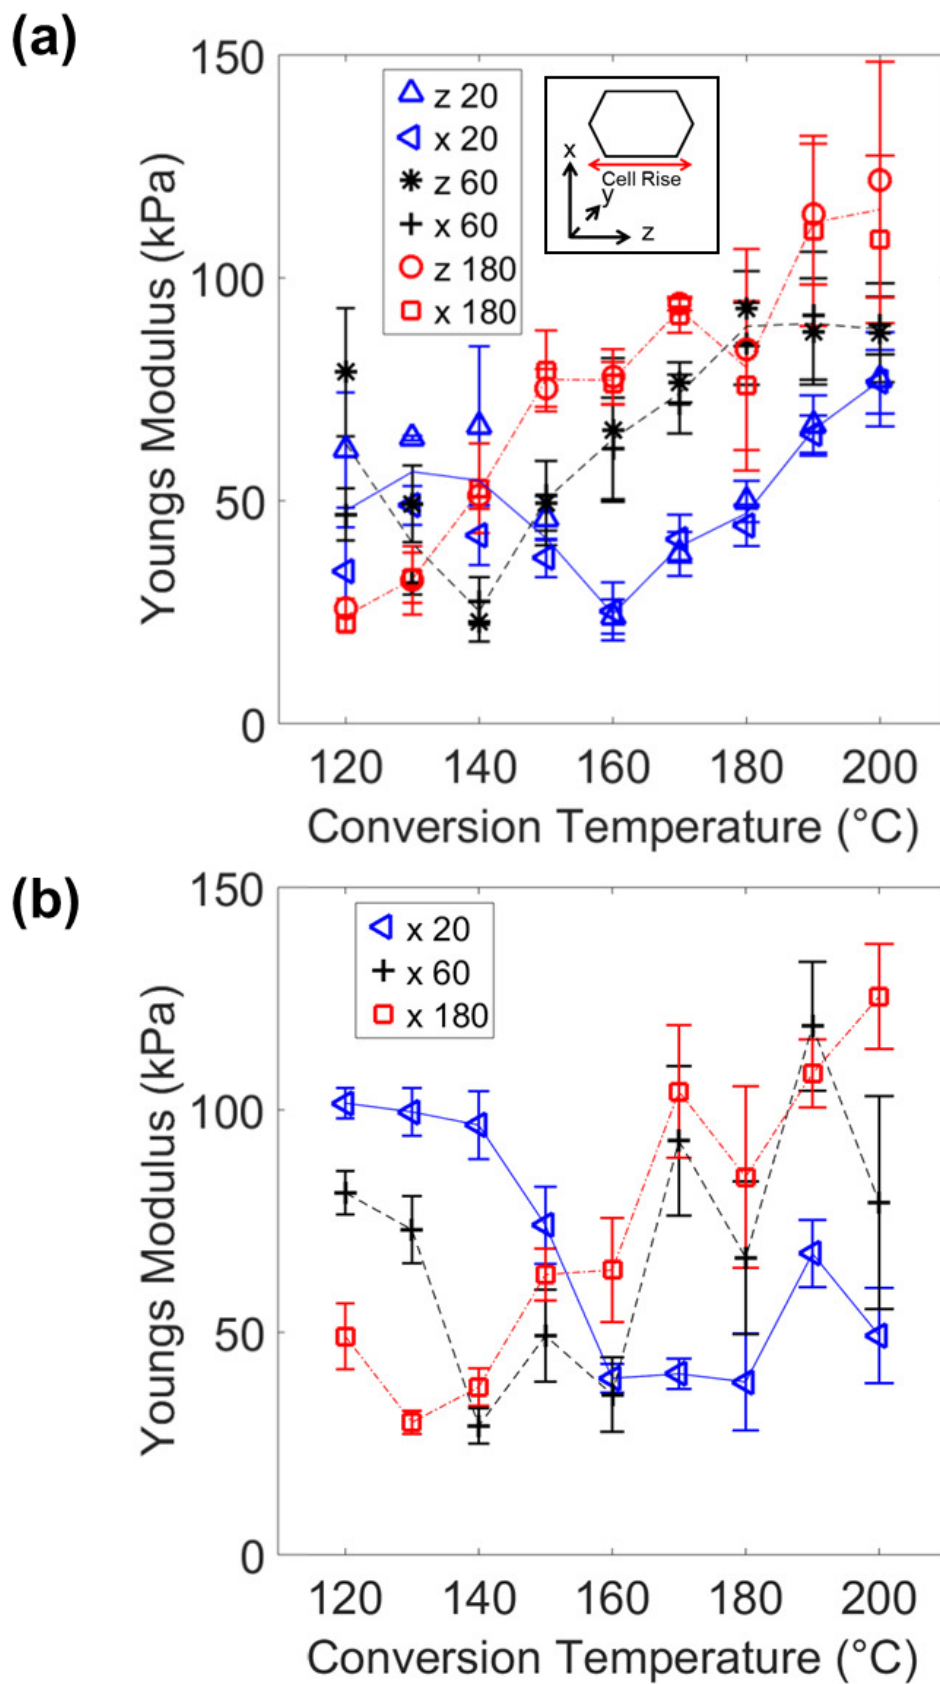 (a)
150
100
50
0
Youngs Modulus (kPa)
z 20
x 20
z 60
x 60
z 180
x 180
x
Cell Rise
y
z
120 140 160 180 200
Conversion Temperature (°C)
(b)
150
100
50
0
Youngs Modulus (kPa)
x 20
x 60
x 180
120 140 160 180 200
Conversion Temperature (°C)